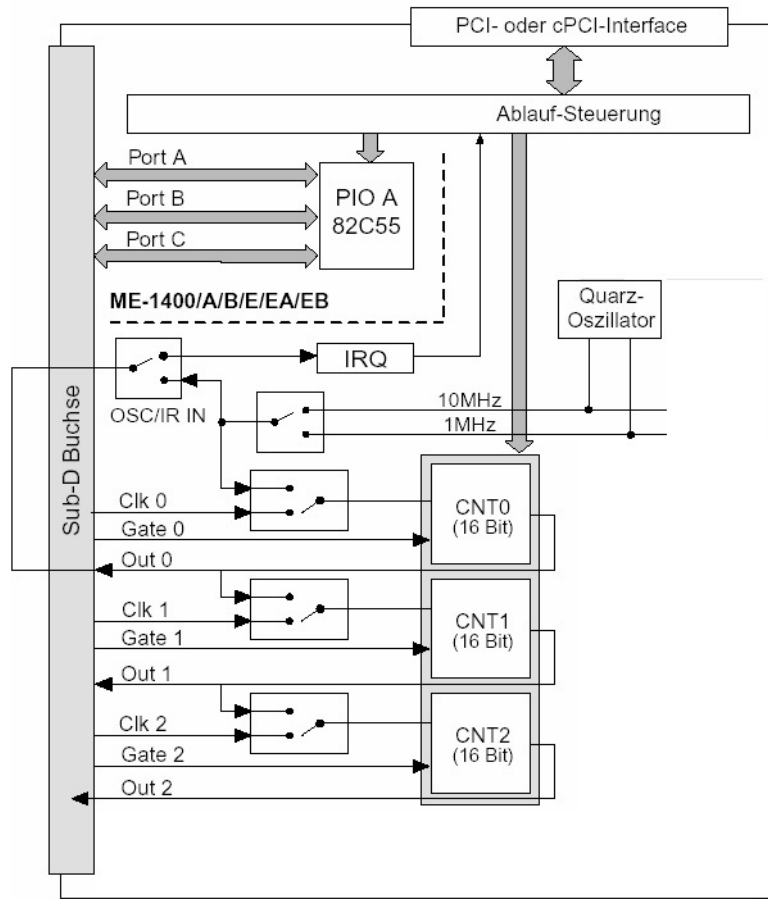 PCI- oder cPCI-Interface
Ablauf-Steuerung
Port A
Port B
Port C
PIO A
82C55
ME-1400/A/B/E/EA/EB
Quarz-
Oszillator
IRQ
OSC/IR IN
10MHz
1MHz
Sub-D Buchse
Clk 0
Gate 0
Out 0
CNT0
(16 Bit)
Clk 1
Gate 1
Out 1
CNT1
(16 Bit)
Clk 2
Gate 2
Out 2
CNT2
(16 Bit)